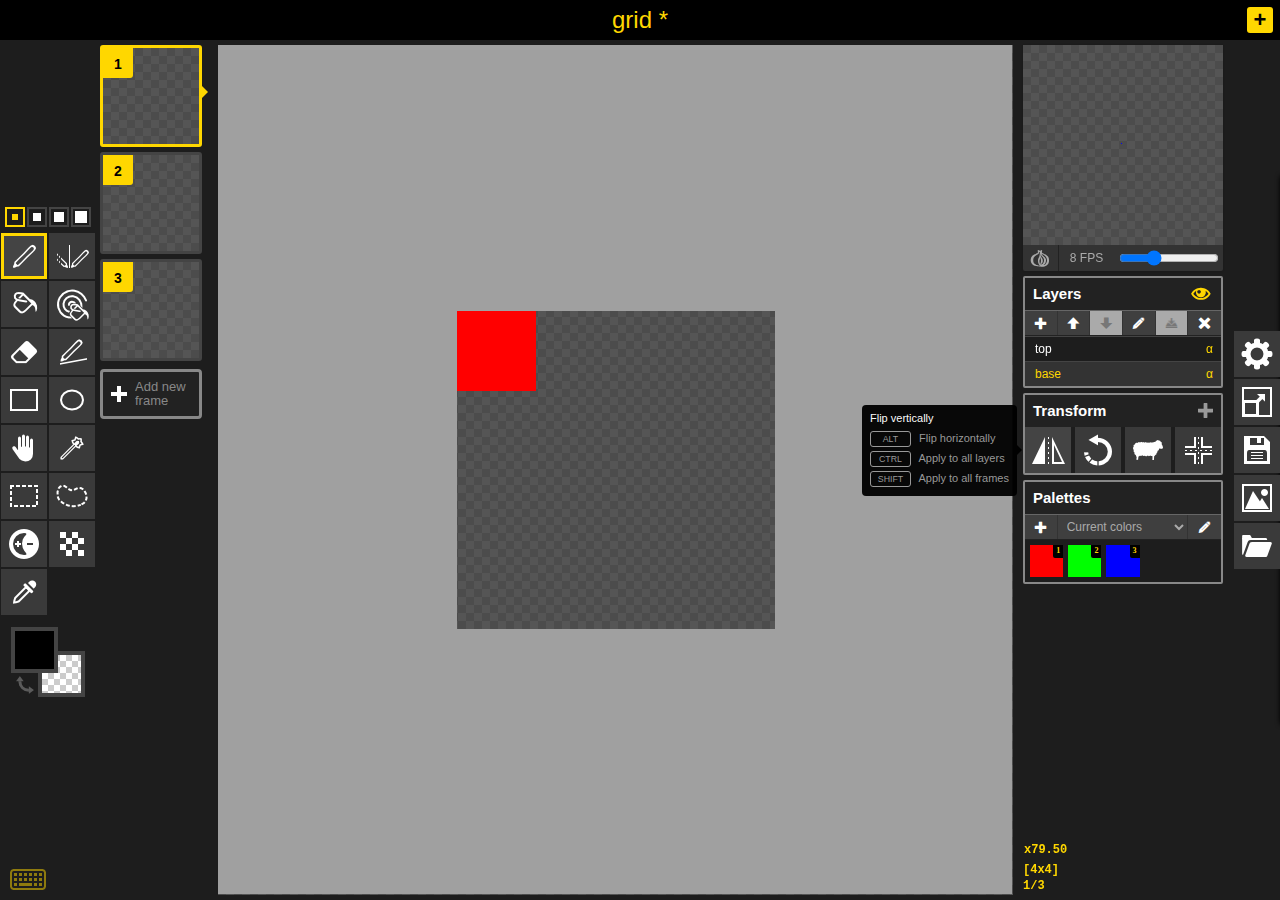 grid *
+
1
2
3
Add new
frame
8 FPS
Layers
top α
base α
Transform
Flip vertically
ALT Flip horizontally
CTRL Apply to all layers
SHIFT Apply to all frames
Palettes
Current colors
1 2 3
x79.50
[4x4]
1/3